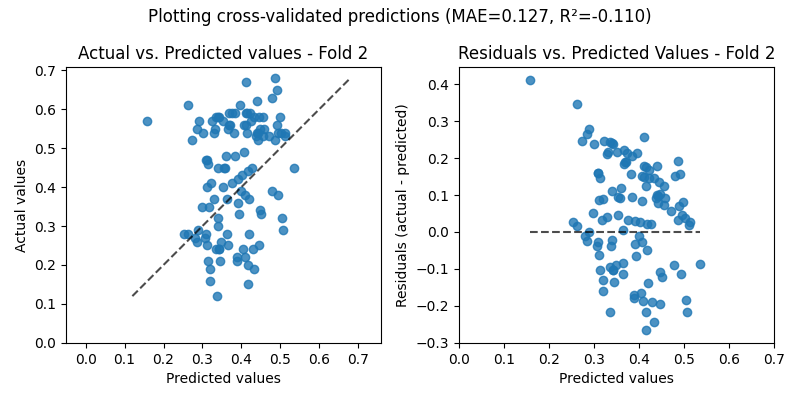 Plotting cross-validated predictions (MAE=0.127, R²=-0.110)
Actual vs. Predicted values - Fold 2
Actual values
0.7
0.6
0.5
0.4
0.3
0.2
0.1
0.0
0.0 0.1 0.2 0.3 0.4 0.5 0.6 0.7
Predicted values
Residuals vs. Predicted Values - Fold 2
Residuals (actual - predicted)
0.4
0.3
0.2
0.1
0.0
−0.1
−0.2
−0.3
0.0 0.1 0.2 0.3 0.4 0.5 0.6 0.7
Predicted values